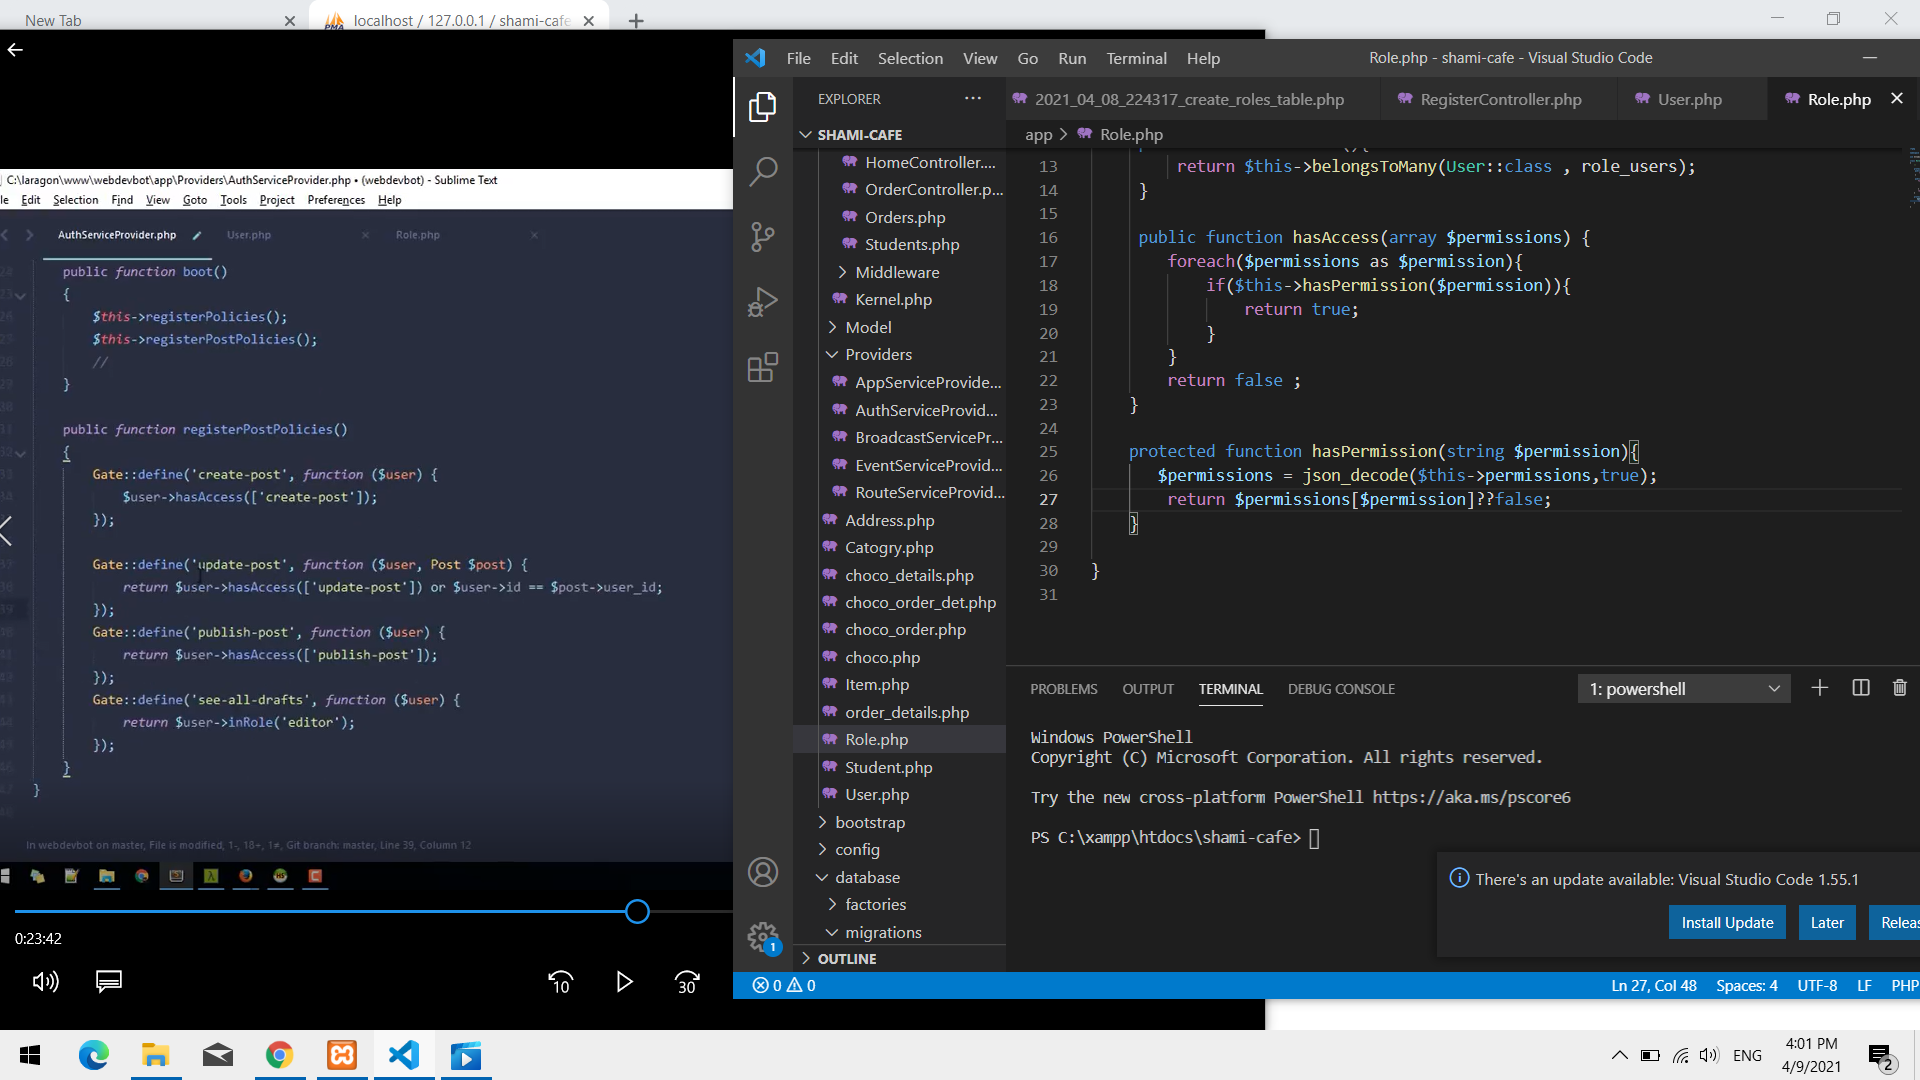 New Tab
localhost / 127.0.0.1 / shami-cafe
C:\laragon\www\webdevbot\app\Providers\AuthServiceProvider.php • (webdevbot) - Sublime Text
le Edit Selection Find View Goto Tools Project Preferences Help
AuthServiceProvider.php
User.php
Role.php
public function boot()
{
$this->registerPolicies();
$this->registerPostPolicies();
//
}
public function registerPostPolicies()
{
Gate::define('create-post', function ($user) {
$user->hasAccess(['create-post']);
});
Gate::define('update-post', function ($user, Post $post) {
return $user->hasAccess(['update-post']) or $user->id == $post->user_id;
});
Gate::define('publish-post', function ($user) {
return $user->hasAccess(['publish-post']);
});
Gate::define('see-all-drafts', function ($user) {
return $user->inRole('editor');
});
}
}
In webdevbot on master, File is modified, 1-, 18+, 1≠, Git branch: master, Line 39, Column 12
0:23:42
10
30
File Edit Selection View Go Run Terminal Help
Role.php - shami-cafe - Visual Studio Code
EXPLORER
SHAMI-CAFE
HomeController....
OrderController.p...
Orders.php
Students.php
Middleware
Kernel.php
Model
Providers
AppServiceProvide...
AuthServiceProvid...
BroadcastServicePr...
EventServiceProvid...
RouteServiceProvid...
Address.php
Catogry.php
choco_details.php
choco_order_det.php
choco_order.php
choco.php
Item.php
order_details.php
Role.php
Student.php
User.php
bootstrap
config
database
factories
migrations
OUTLINE
1
2021_04_08_224317_create_roles_table.php
RegisterController.php
User.php
Role.php
app > Role.php
13 return $this->belongsToMany(User::class , role_users);
14 }
15
16 public function hasAccess(array $permissions) {
17 foreach($permissions as $permission){
18 if($this->hasPermission($permission)){
19 return true;
20 }
21 }
22 return false ;
23 }
24
25 protected function hasPermission(string $permission){
26 $permissions = json_decode($this->permissions,true);
27 return $permissions[$permission]??false;
28 }
29
30 }
31
PROBLEMS OUTPUT TERMINAL DEBUG CONSOLE
1: powershell
Windows PowerShell
Copyright (C) Microsoft Corporation. All rights reserved.
Try the new cross-platform PowerShell https://aka.ms/pscore6
PS C:\xampp\htdocs\shami-cafe>
There's an update available: Visual Studio Code 1.55.1
Install Update
Later
Releas
0 0
Ln 27, Col 48 Spaces: 4 UTF-8 LF PHP
ENG
4:01 PM
4/9/2021
2